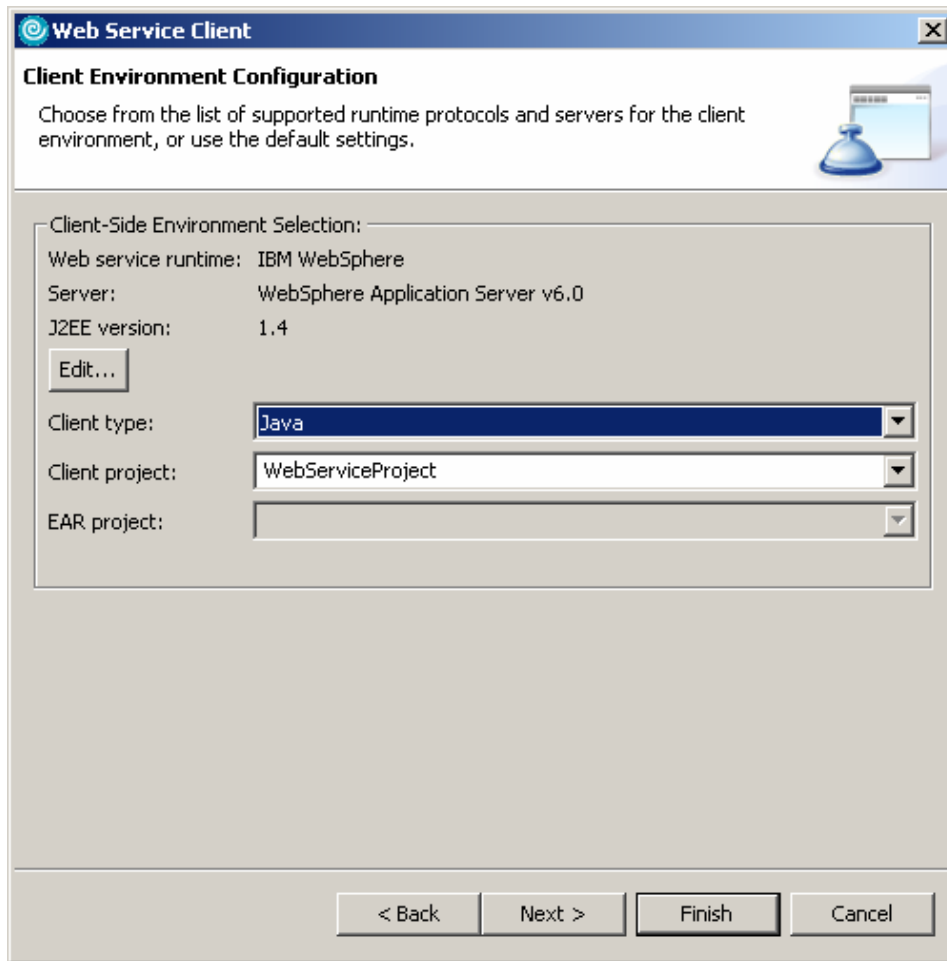 Web Service Client
Client Environment Configuration
Choose from the list of supported runtime protocols and servers for the client
environment, or use the default settings.
Client-Side Environment Selection:
Web service runtime: IBM WebSphere
Server: WebSphere Application Server v6.0
J2EE version: 1.4
Edit...
Client type: Java
Client project: WebServiceProject
EAR project:
< Back Next > Finish Cancel